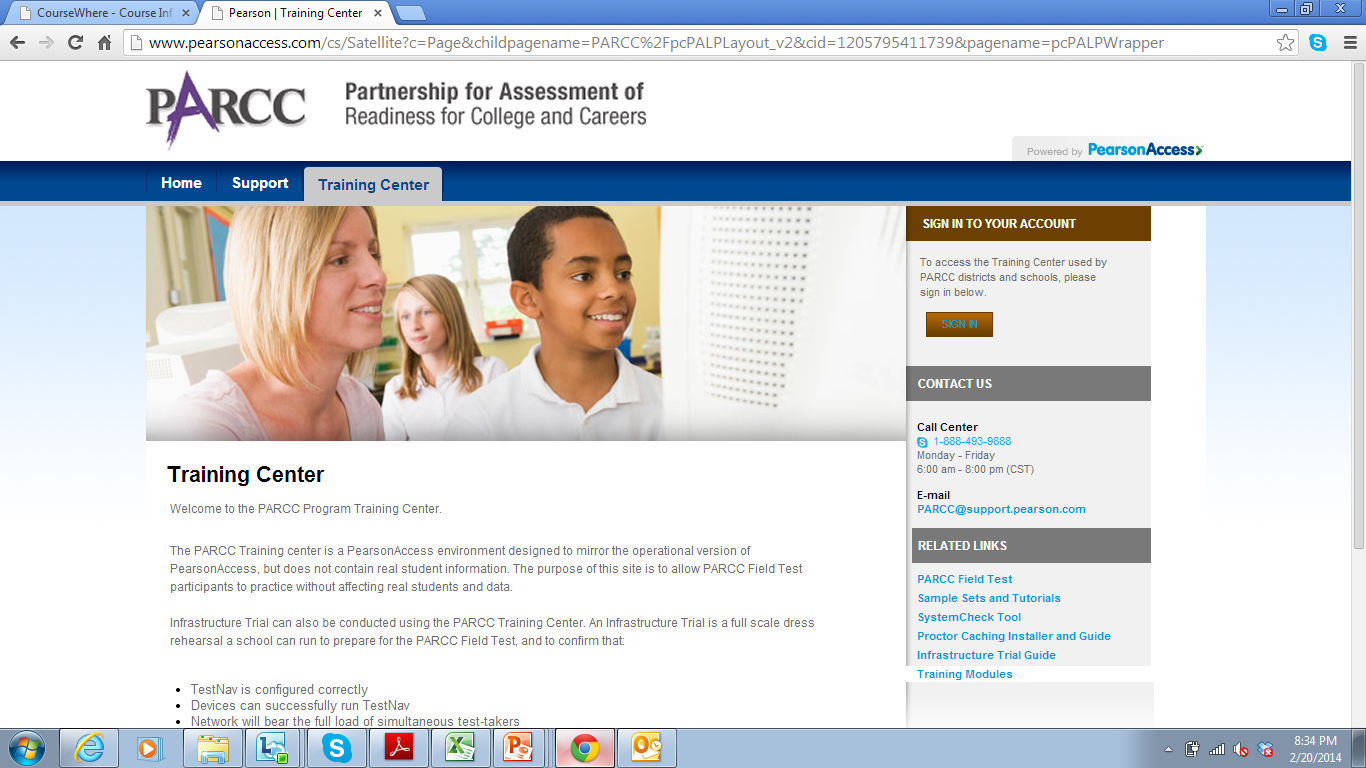 CourseWhere - Course Inf
Pearson | Training Center
www.pearsonaccess.com/cs/Satellite?c=Page&childpagename=PARCC%2FpcPALPLayout_v2&cid=1205795411739&pagename=pcPALPWrapper
PARCC
Partnership for Assessment of
Readiness for College and Careers
Powered by PearsonAccess
Home Support Training Center
SIGN IN TO YOUR ACCOUNT
To access the Training Center used by
PARCC districts and schools, please
sign in below.
SIGN IN
CONTACT US
Call Center
1-888-493-9888
Monday - Friday
6:00 am - 8:00 pm (CST)
E-mail
PARCC@support.pearson.com
RELATED LINKS
PARCC Field Test
Sample Sets and Tutorials
SystemCheck Tool
Proctor Caching Installer and Guide
Infrastructure Trial Guide
Training Modules
Training Center
Welcome to the PARCC Program Training Center.
The PARCC Training center is a PearsonAccess environment designed to mirror the operational version of
PearsonAccess, but does not contain real student information. The purpose of this site is to allow PARCC Field Test
participants to practice without affecting real students and data.
Infrastructure Trial can also be conducted using the PARCC Training Center. An Infrastructure Trial is a full scale dress
rehearsal a school can run to prepare for the PARCC Field Test, and to confirm that:
• TestNav is configured correctly
• Devices can successfully run TestNav
• Network will bear the full load of simultaneous test-takers
8:34 PM
2/20/2014